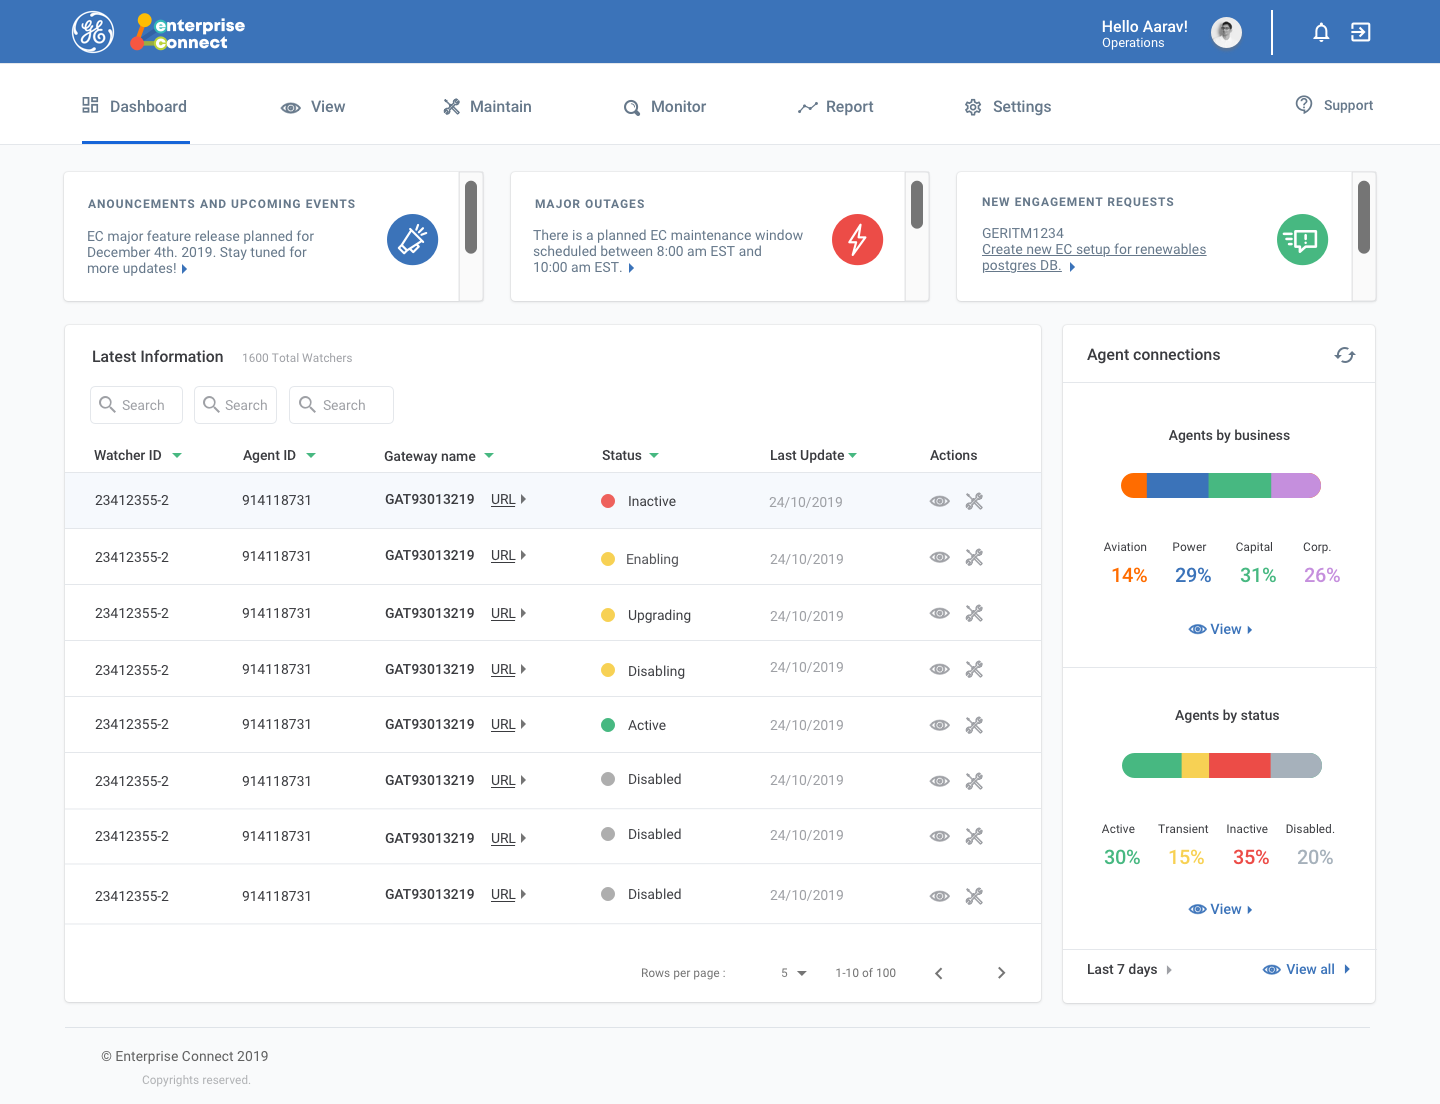 GE
enterprise
connect
Hello Aarav!
Operations
Dashboard
View
Maintain
Monitor
Report
Settings
Support
ANOUNCEMENTS AND UPCOMING EVENTS
EC major feature release planned for
December 4th. 2019. Stay tuned for
more updates!
MAJOR OUTAGES
There is a planned EC maintenance window
scheduled between 8:00 am EST and
10:00 am EST.
NEW ENGAGEMENT REQUESTS
GERITM1234
Create new EC setup for renewables
postgres DB.
Latest Information 1600 Total Watchers
Search Search Search
Watcher ID Agent ID Gateway name Status Last Update Actions
23412355-2 914118731 GAT93013219 URL Inactive 24/10/2019
23412355-2 914118731 GAT93013219 URL Enabling 24/10/2019
23412355-2 914118731 GAT93013219 URL Upgrading 24/10/2019
23412355-2 914118731 GAT93013219 URL Disabling 24/10/2019
23412355-2 914118731 GAT93013219 URL Active 24/10/2019
23412355-2 914118731 GAT93013219 URL Disabled 24/10/2019
23412355-2 914118731 GAT93013219 URL Disabled 24/10/2019
23412355-2 914118731 GAT93013219 URL Disabled 24/10/2019
Rows per page : 5 1-10 of 100
Agent connections
Agents by business
Aviation Power Capital Corp.
14% 29% 31% 26%
View
Agents by status
Active Transient Inactive Disabled.
30% 15% 35% 20%
View
Last 7 days View all
© Enterprise Connect 2019
Copyrights reserved.